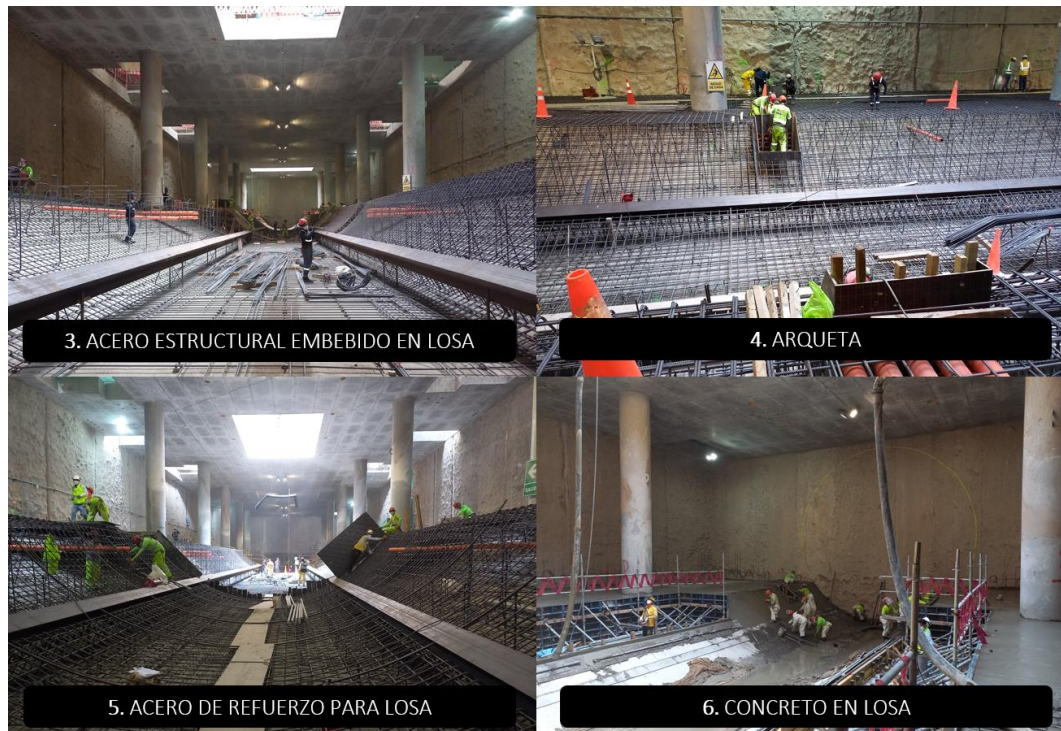 3. ACERO ESTRUCTURAL EMBEBIDO EN LOSA
4. ARQUETA
5. ACERO DE REFUERZO PARA LOSA
6. CONCRETO EN LOSA